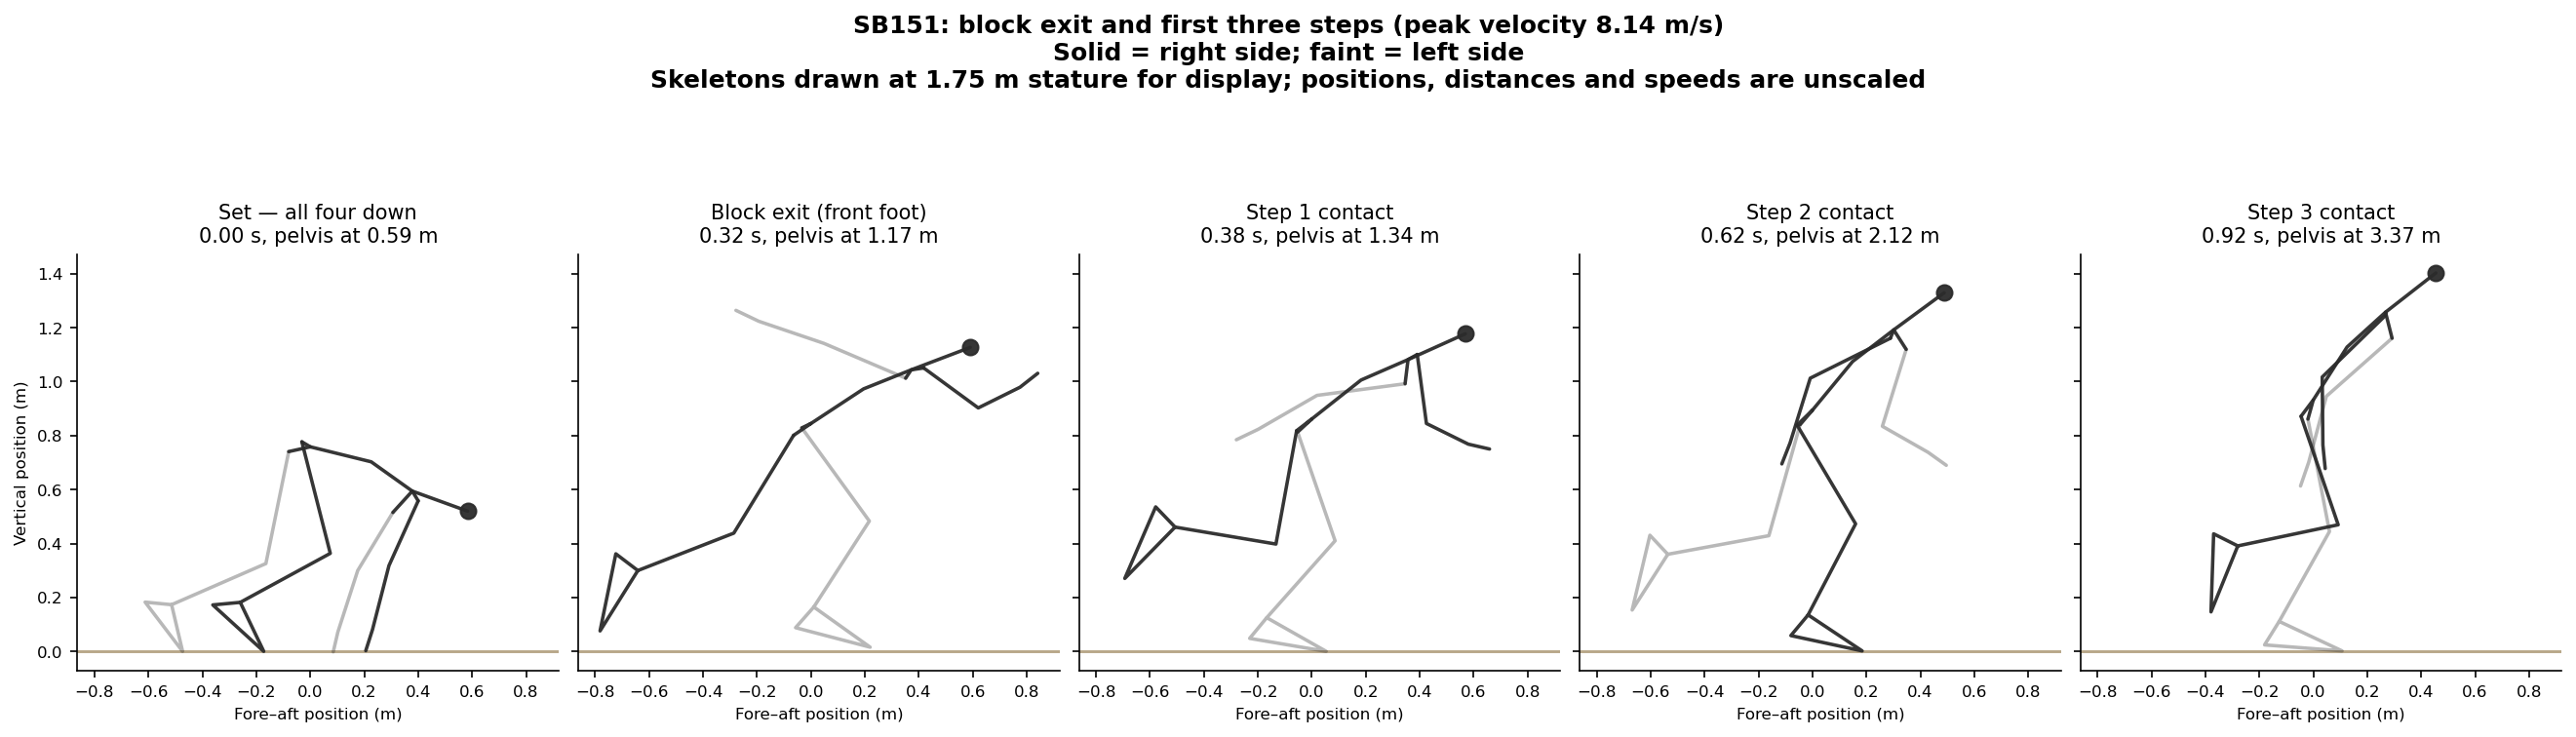 SB151: block exit and first three steps (peak velocity 8.14 m/s)
Solid = right side; faint = left side
Skeletons drawn at 1.75 m stature for display; positions, distances and speeds are unscaled
Set — all four down
0.00 s, pelvis at 0.59 m
Block exit (front foot)
0.32 s, pelvis at 1.17 m
Step 1 contact
0.38 s, pelvis at 1.34 m
Step 2 contact
0.62 s, pelvis at 2.12 m
Step 3 contact
0.92 s, pelvis at 3.37 m
Vertical position (m)
1.4
1.2
1.0
0.8
0.6
0.4
0.2
0.0
−0.8 −0.6 −0.4 −0.2 0.0 0.2 0.4 0.6 0.8
−0.8 −0.6 −0.4 −0.2 0.0 0.2 0.4 0.6 0.8
−0.8 −0.6 −0.4 −0.2 0.0 0.2 0.4 0.6 0.8
−0.8 −0.6 −0.4 −0.2 0.0 0.2 0.4 0.6 0.8
−0.8 −0.6 −0.4 −0.2 0.0 0.2 0.4 0.6 0.8
Fore–aft position (m)
Fore–aft position (m)
Fore–aft position (m)
Fore–aft position (m)
Fore–aft position (m)